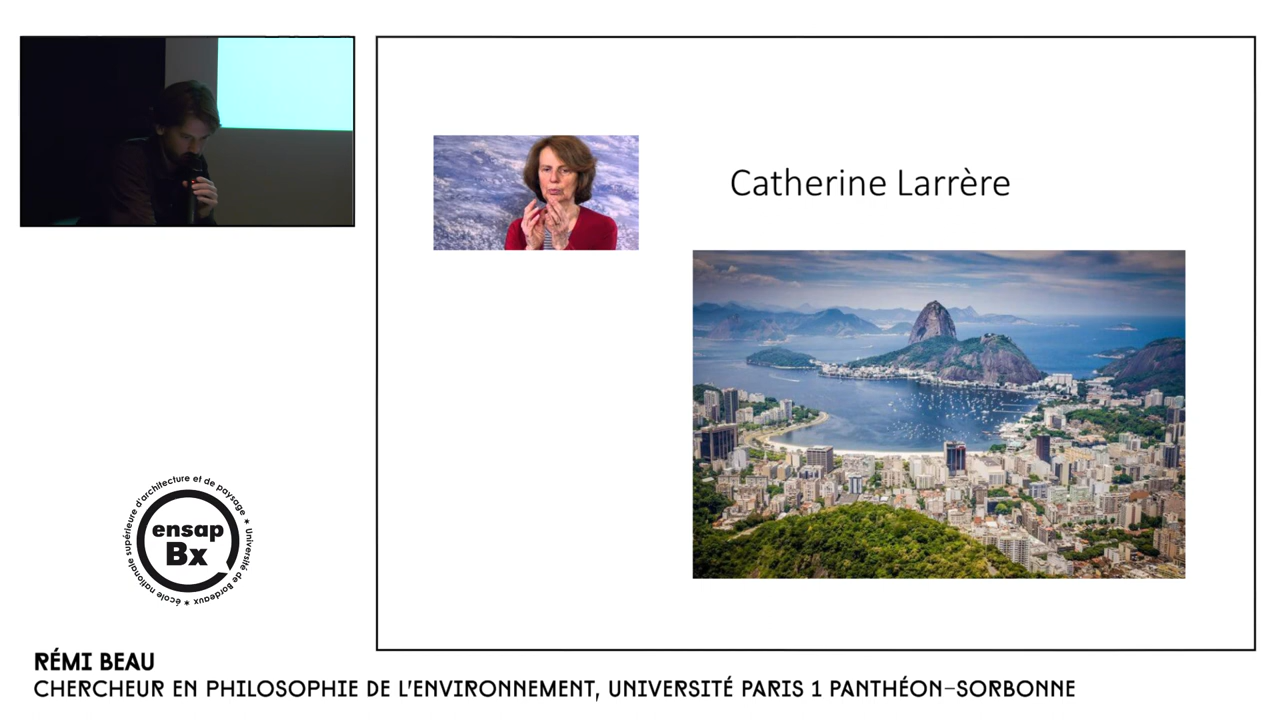 Catherine Larrère
école nationale supérieure d'architecture et de paysage * Université de Bordeaux *
ensap
Bx
RÉMI BEAU
CHERCHEUR EN PHILOSOPHIE DE L'ENVIRONNEMENT, UNIVERSITÉ PARIS 1 PANTHÉON-SORBONNE